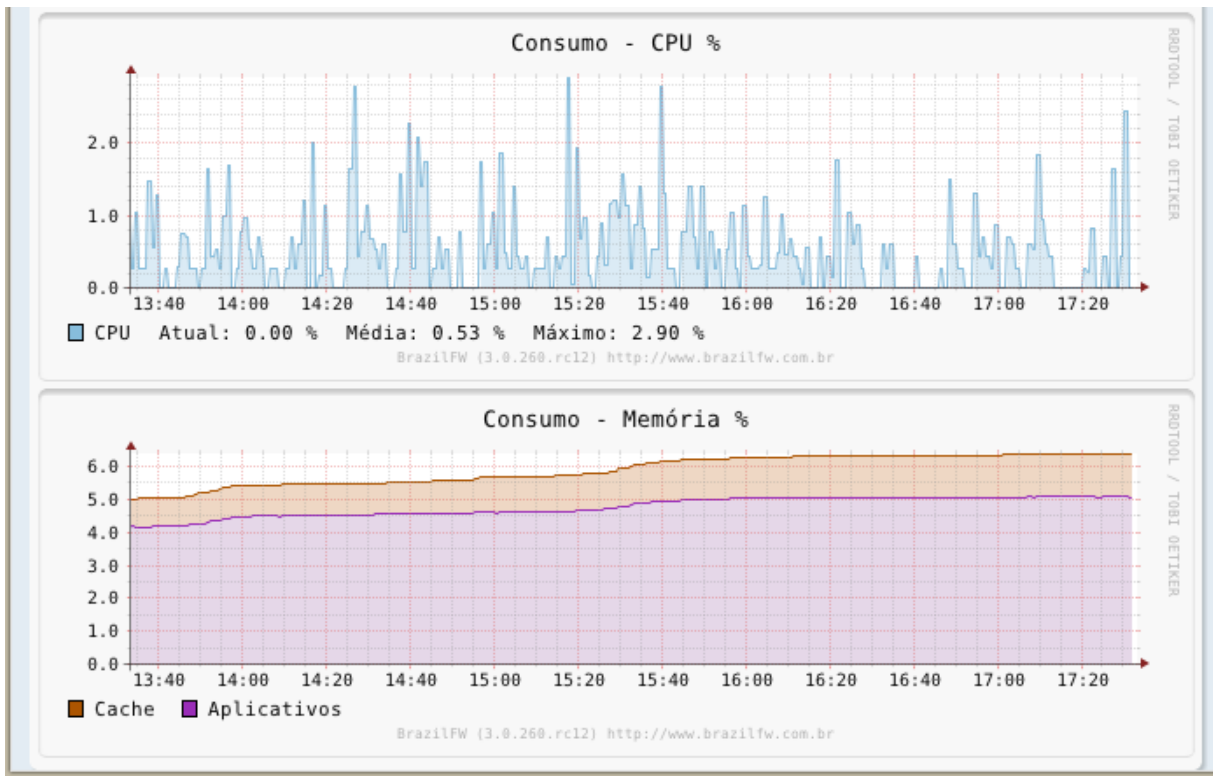 Consumo - CPU %
RRDTOOL / TOBI OETIKER
2.0
1.0
0.0
13:40 14:00 14:20 14:40 15:00 15:20 15:40 16:00 16:20 16:40 17:00 17:20
CPU Atual: 0.00 % Média: 0.53 % Máximo: 2.90 %
BrazilFW (3.0.260.rc12) http://www.brazilfw.com.br
Consumo - Memória %
RRDTOOL / TOBI OETIKER
6.0
5.0
4.0
3.0
2.0
1.0
0.0
13:40 14:00 14:20 14:40 15:00 15:20 15:40 16:00 16:20 16:40 17:00 17:20
Cache Aplicativos
BrazilFW (3.0.260.rc12) http://www.brazilfw.com.br